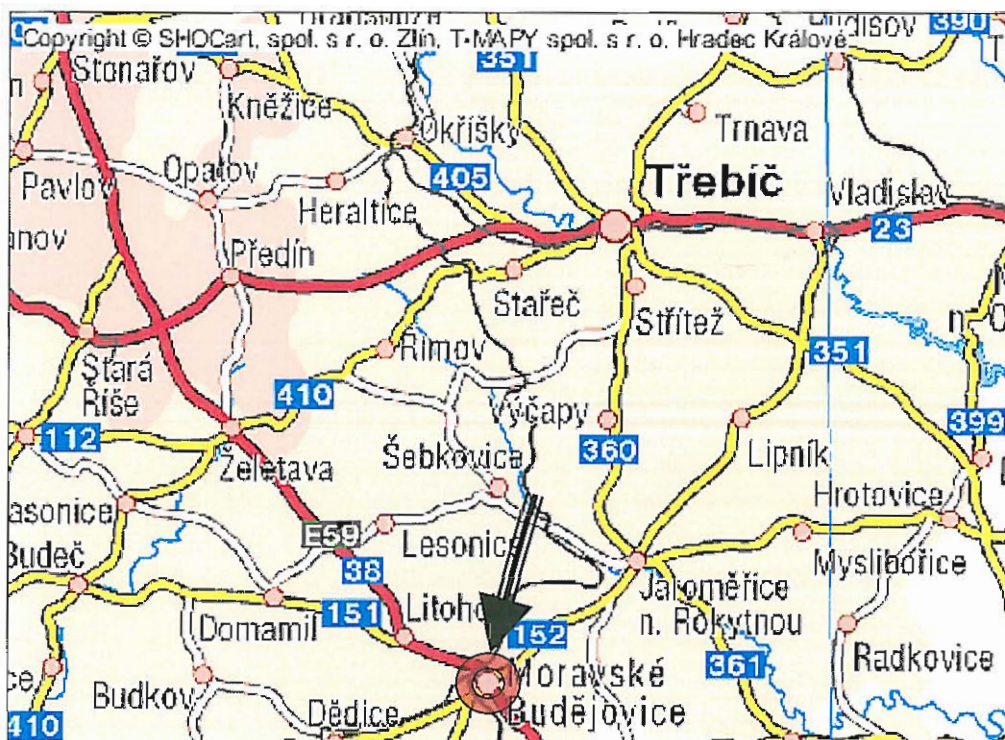 390
Copyright © SHOCart, spol. s r. o. Zlín, T-MAPY spol. s r. o. Hradec Králové
Stonařov
351
Kněžice
Okříšky
Trnava
Opatov
405
Třebíč
Pavlov
Heraltice
Vladislav
23
Předín
Stařeč
Střítež
Římov
351
Stará
Říše
410
Výčapy
399
112
360
Želetava
Šebkovice
Lipník
Hrotovice
E59
Lesonice
Budeč
38
Myslibořice
Jaroměřice
n. Rokytnou
151
Domamil
152
Radkovice
361
Moravské
Budějovice
Budkov
Dědice
410